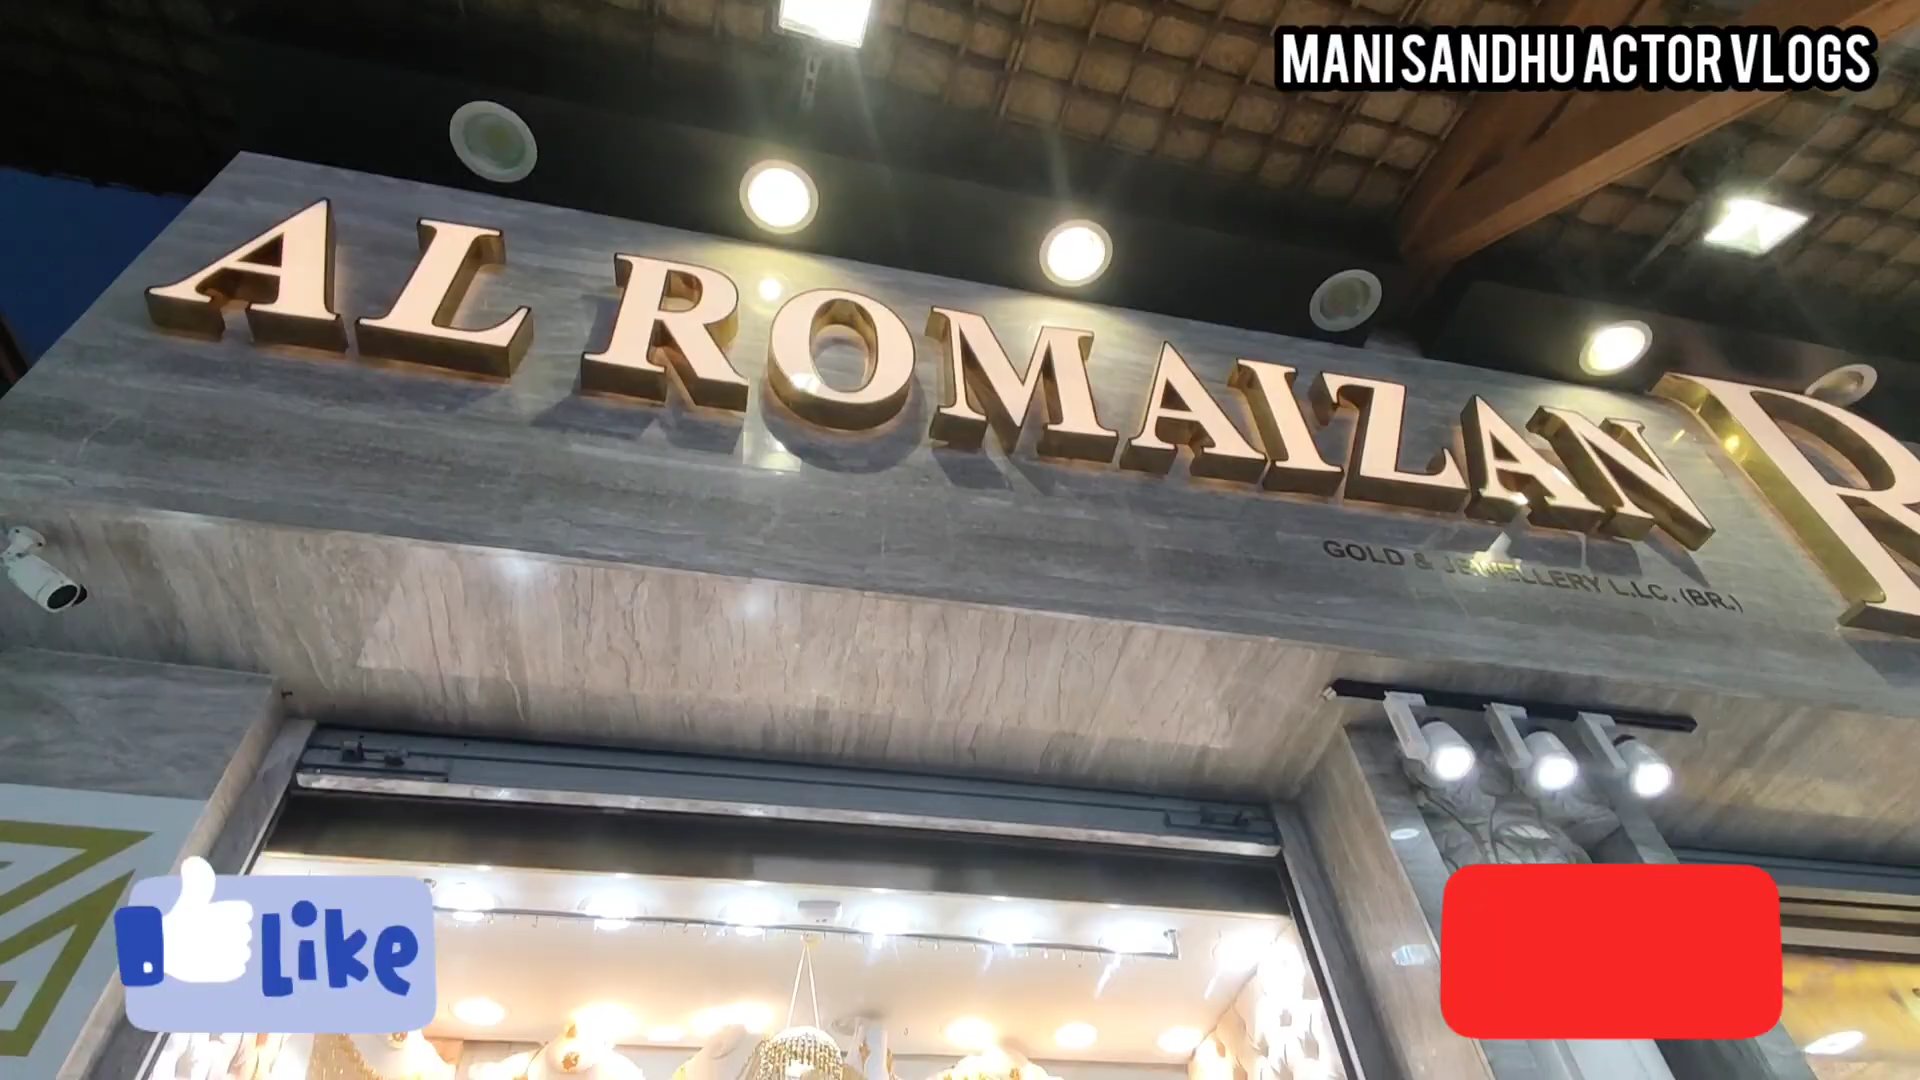 MANI SANDHU ACTOR VLOGS
AL ROMAIZAN R
GOLD & JEWELLERY L.L.C. (BR.)
Like